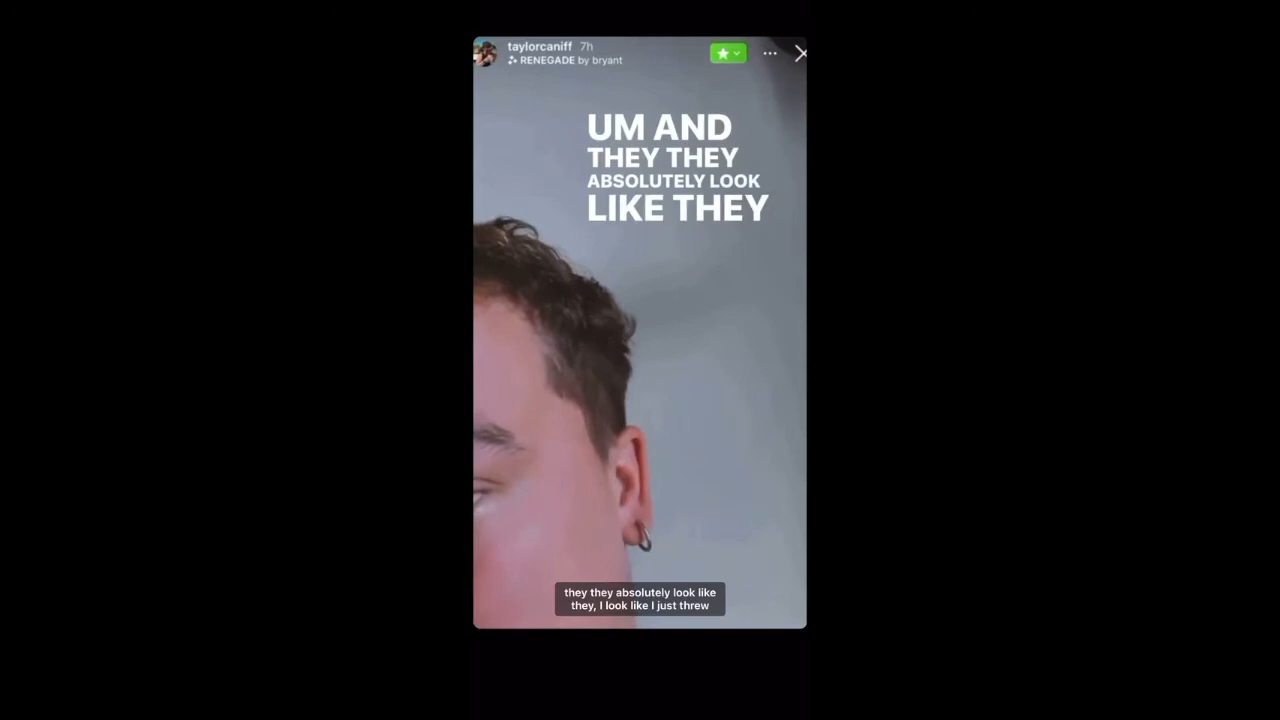 taylorcaniff 7h
RENEGADE by bryant
UM AND
THEY THEY
ABSOLUTELY LOOK
LIKE THEY
they they absolutely look like
they, I look like I just threw